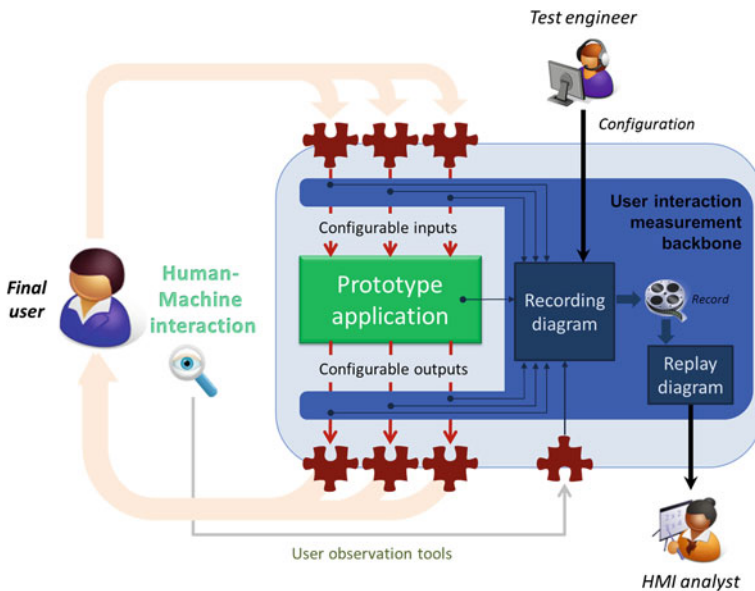 Test engineer
Configuration
User interaction
measurement
backbone
Configurable inputs
Final
user
Human-
Machine
interaction
Prototype
application
Recording
diagram
Record
Configurable outputs
Replay
diagram
User observation tools
HMI analyst